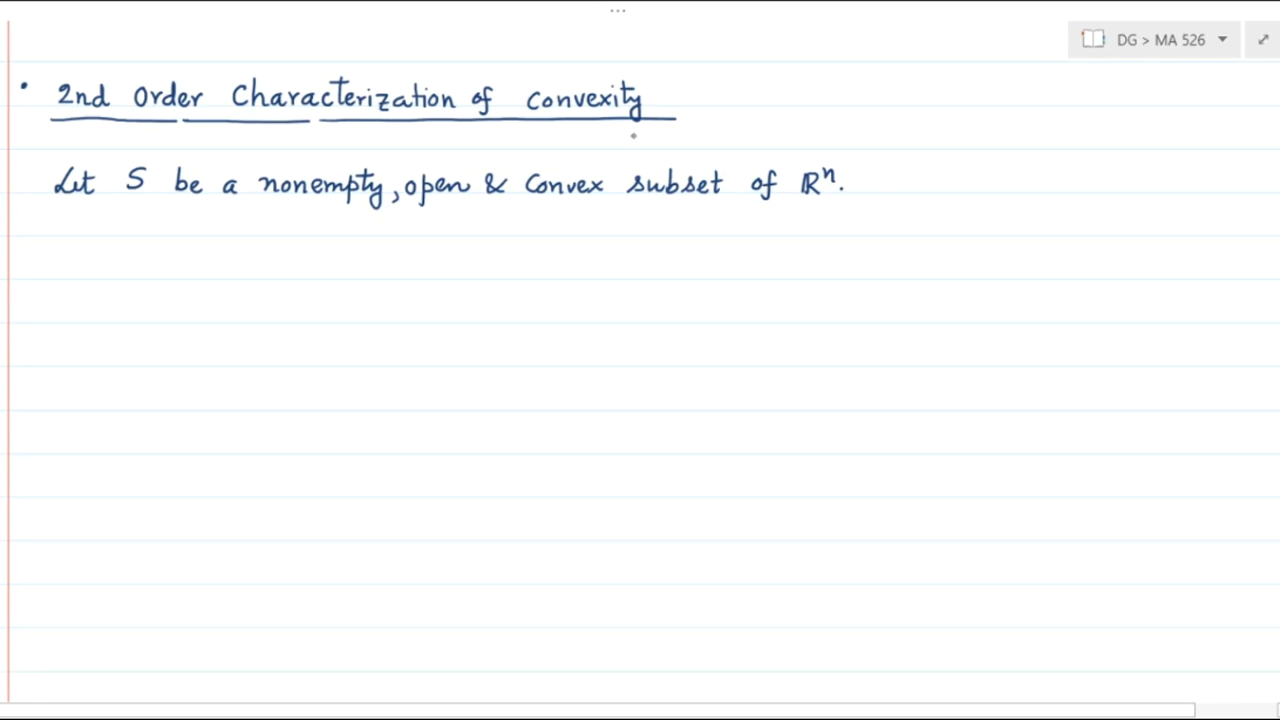 DG > MA 526
• 2nd Order Characterization of Convexity
Let S be a nonempty, open & Convex subset of ℝⁿ.